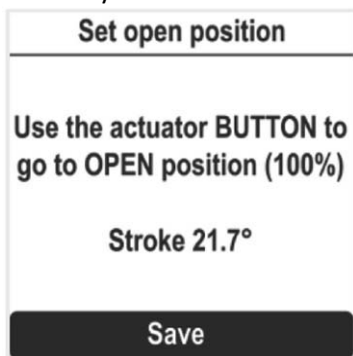 Set open position
Use the actuator BUTTON to
go to OPEN position (100%)
Stroke 21.7°
Save